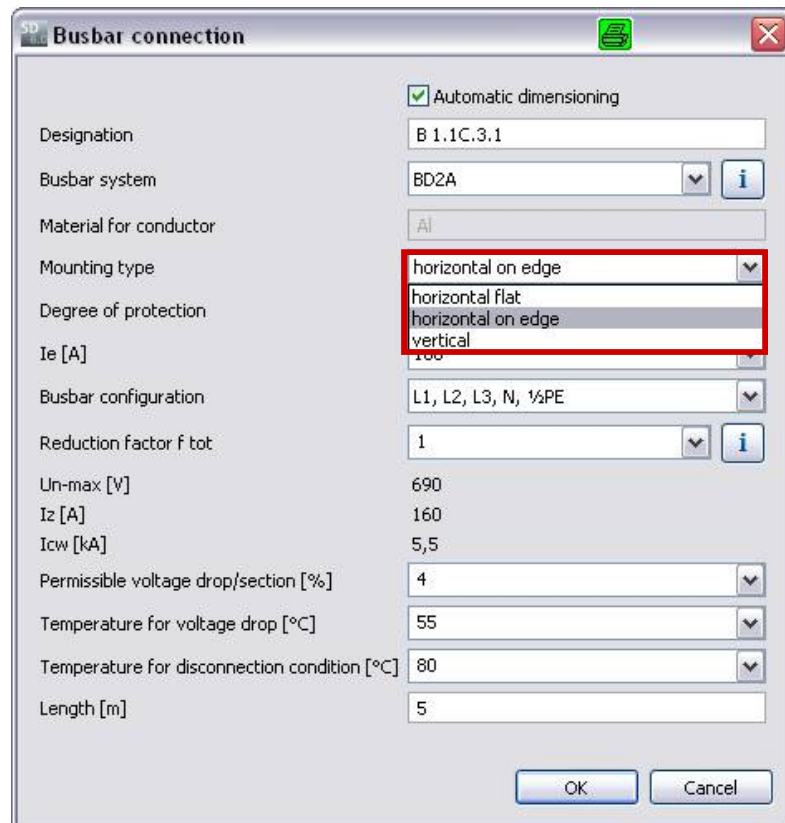 Busbar connection
Automatic dimensioning
Designation B 1.1C.3.1
Busbar system BD2A i
Material for conductor Al
Mounting type horizontal on edge
horizontal flat
Degree of protection horizontal on edge
vertical
Ie [A]
Busbar configuration L1, L2, L3, N, ½PE
Reduction factor f tot 1 i
Un-max [V] 690
Iz [A] 160
Icw [kA] 5,5
Permissible voltage drop/section [%] 4
Temperature for voltage drop [°C] 55
Temperature for disconnection condition [°C] 80
Length [m] 5
OK Cancel